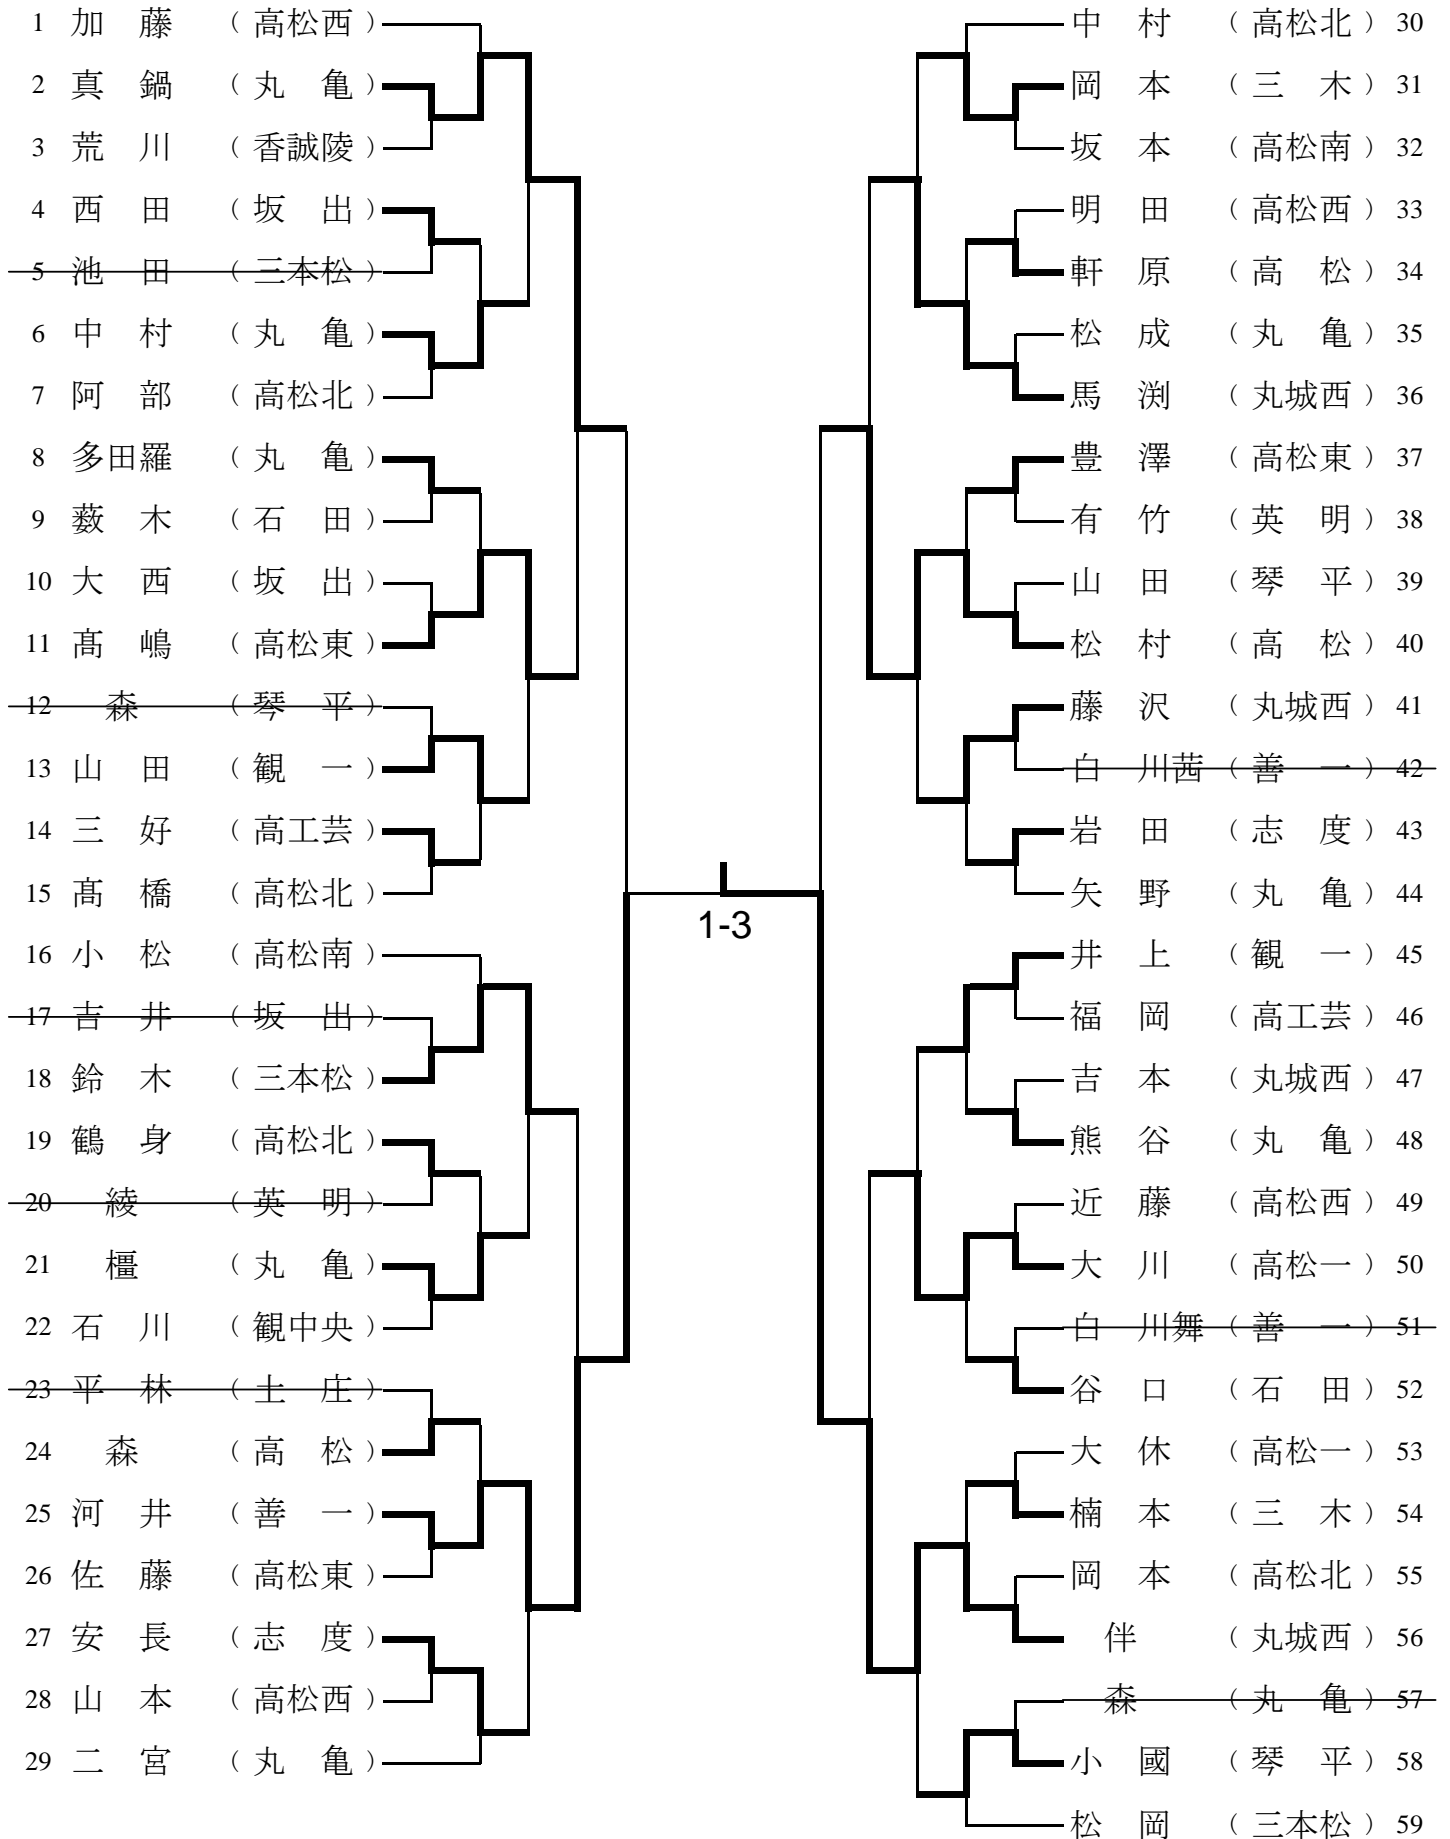 1 加 藤 （ 高松西 ）
2 真 鍋 （ 丸 亀 ）
3 荒 川 （ 香誠陵 ）
4 西 田 （ 坂 出 ）
5 池 田 （ 三本松 ）
6 中 村 （ 丸 亀 ）
7 阿 部 （ 高松北 ）
8 多田羅 （ 丸 亀 ）
9 薮 木 （ 石 田 ）
10 大 西 （ 坂 出 ）
11 髙 嶋 （ 高松東 ）
12 森 （ 琴 平 ）
13 山 田 （ 観 一 ）
14 三 好 （ 高工芸 ）
15 髙 橋 （ 高松北 ）
16 小 松 （ 高松南 ）
17 吉 井 （ 坂 出 ）
18 鈴 木 （ 三本松 ）
19 鶴 身 （ 高松北 ）
20 綾 （ 英 明 ）
21 橿 （ 丸 亀 ）
22 石 川 （ 観中央 ）
23 平 林 （ 土 庄 ）
24 森 （ 高 松 ）
25 河 井 （ 善 一 ）
26 佐 藤 （ 高松東 ）
27 安 長 （ 志 度 ）
28 山 本 （ 高松西 ）
29 二 宮 （ 丸 亀 ）
1-3
中 村 （ 高松北 ） 30
岡 本 （ 三 木 ） 31
坂 本 （ 高松南 ） 32
明 田 （ 高松西 ） 33
軒 原 （ 高 松 ） 34
松 成 （ 丸 亀 ） 35
馬 渕 （ 丸城西 ） 36
豊 澤 （ 高松東 ） 37
有 竹 （ 英 明 ） 38
山 田 （ 琴 平 ） 39
松 村 （ 高 松 ） 40
藤 沢 （ 丸城西 ） 41
白 川茜 （ 善 一 ） 42
岩 田 （ 志 度 ） 43
矢 野 （ 丸 亀 ） 44
井 上 （ 観 一 ） 45
福 岡 （ 高工芸 ） 46
吉 本 （ 丸城西 ） 47
熊 谷 （ 丸 亀 ） 48
近 藤 （ 高松西 ） 49
大 川 （ 高松一 ） 50
白 川舞 （ 善 一 ） 51
谷 口 （ 石 田 ） 52
大 休 （ 高松一 ） 53
楠 本 （ 三 木 ） 54
岡 本 （ 高松北 ） 55
伴 （ 丸城西 ） 56
森 （ 丸 亀 ） 57
小 國 （ 琴 平 ） 58
松 岡 （ 三本松 ） 59